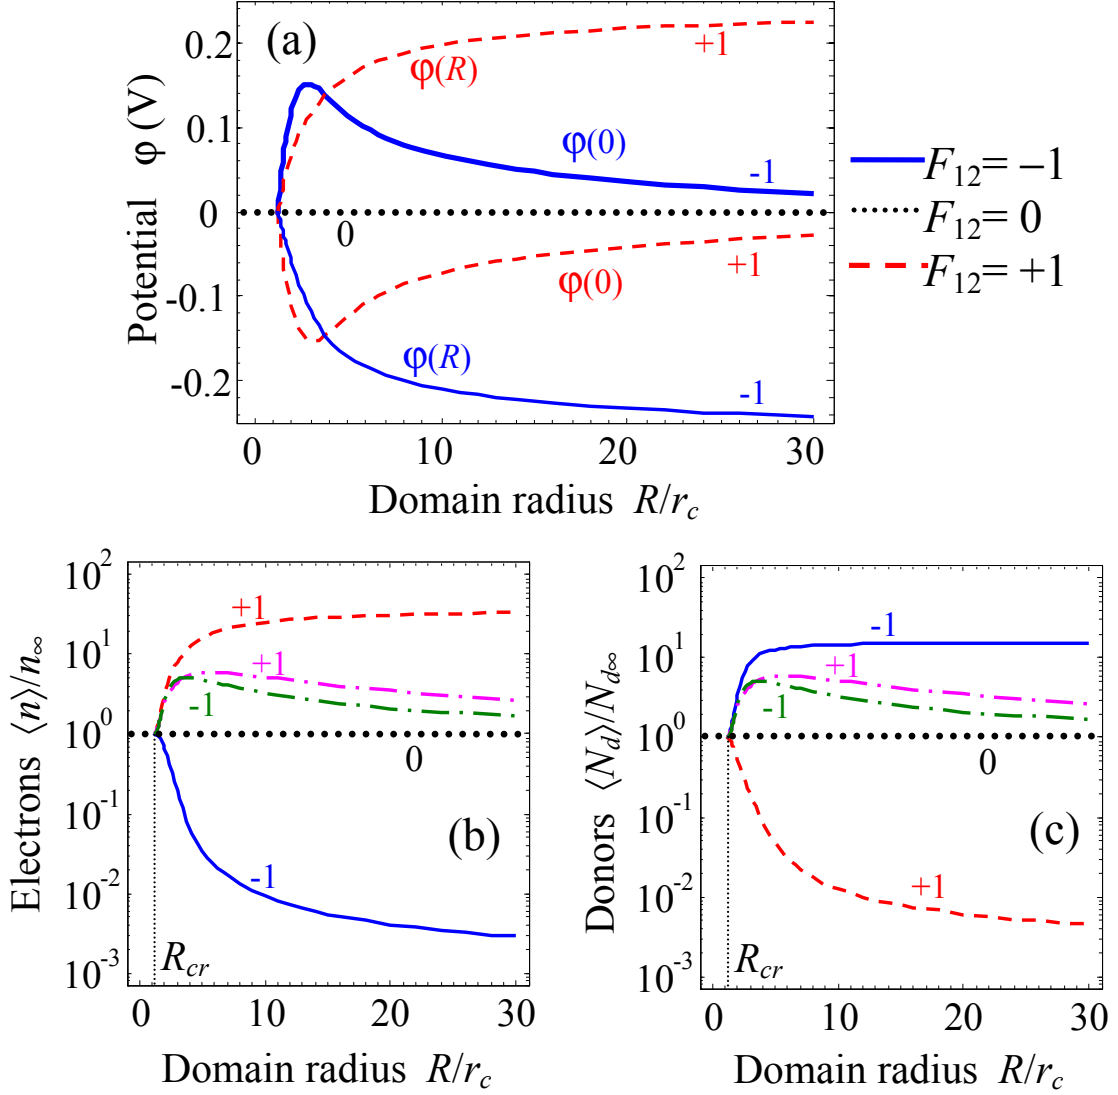 (a)
Potential φ (V)
0.2
0.1
0
-0.1
-0.2
+1
φ(R)
φ(0)
-1
0
+1
φ(0)
φ(R)
-1
0 10 20 30
Domain radius R/r_c
F_12= −1
F_12= 0
F_12= +1
(b)
Electrons ⟨n⟩/n_∞
10^2
10^1
10^0
10^-1
10^-2
10^-3
+1
+1
-1
0
-1
R_cr
0 10 20 30
Domain radius R/r_c
(c)
Donors ⟨N_d⟩/N_d∞
10^2
10^1
10^0
10^-1
10^-2
10^-3
-1
+1
-1
0
+1
R_cr
0 10 20 30
Domain radius R/r_c